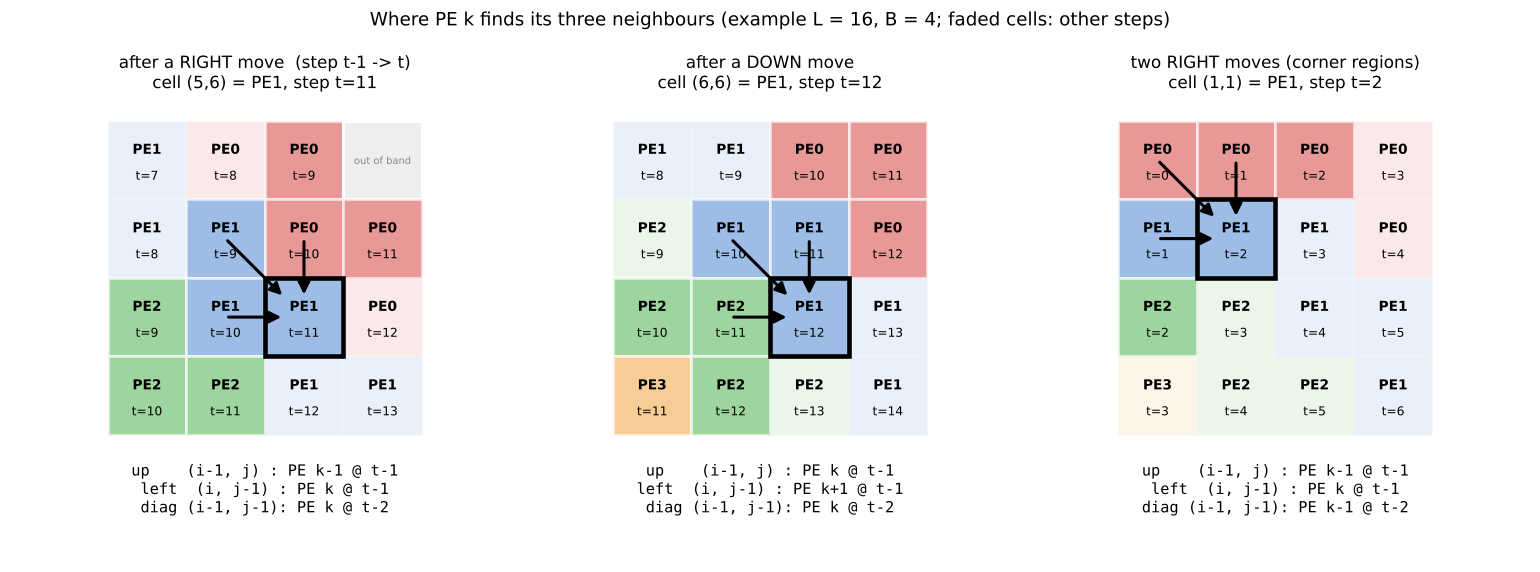 Where PE k finds its three neighbours (example L = 16, B = 4; faded cells: other steps)
after a RIGHT move  (step t-1 -> t)
cell (5,6) = PE1, step t=11
PE1 PE0 PE0
t=7 t=8 out of band t=9
PE1 PE1 PE0 PE0
t=8 t=9 t=10 t=11
PE2 PE1 PE1 PE0
t=9 t=10 t=11 t=12
PE2 PE2 PE1 PE1
t=10 t=11 t=12 t=13
up    (i-1, j) : PE k-1 @ t-1
left  (i, j-1) : PE k @ t-1
diag (i-1, j-1): PE k @ t-2
after a DOWN move
cell (6,6) = PE1, step t=12
PE1 PE1 PE0 PE0
t=8 t=9 t=10 t=11
PE2 PE1 PE1 PE0
t=9 t=10 t=11 t=12
PE2 PE2 PE1 PE1
t=10 t=11 t=12 t=13
PE3 PE2 PE2 PE1
t=11 t=12 t=13 t=14
up    (i-1, j) : PE k @ t-1
left  (i, j-1) : PE k+1 @ t-1
diag (i-1, j-1): PE k @ t-2
two RIGHT moves (corner regions)
cell (1,1) = PE1, step t=2
PE0 PE0 PE0 PE0
t=0 t=1 t=2 t=3
PE1 PE1 PE1 PE0
t=1 t=2 t=3 t=4
PE2 PE2 PE1 PE1
t=2 t=3 t=4 t=5
PE3 PE2 PE2 PE1
t=3 t=4 t=5 t=6
up    (i-1, j) : PE k-1 @ t-1
left  (i, j-1) : PE k @ t-1
diag (i-1, j-1): PE k-1 @ t-2